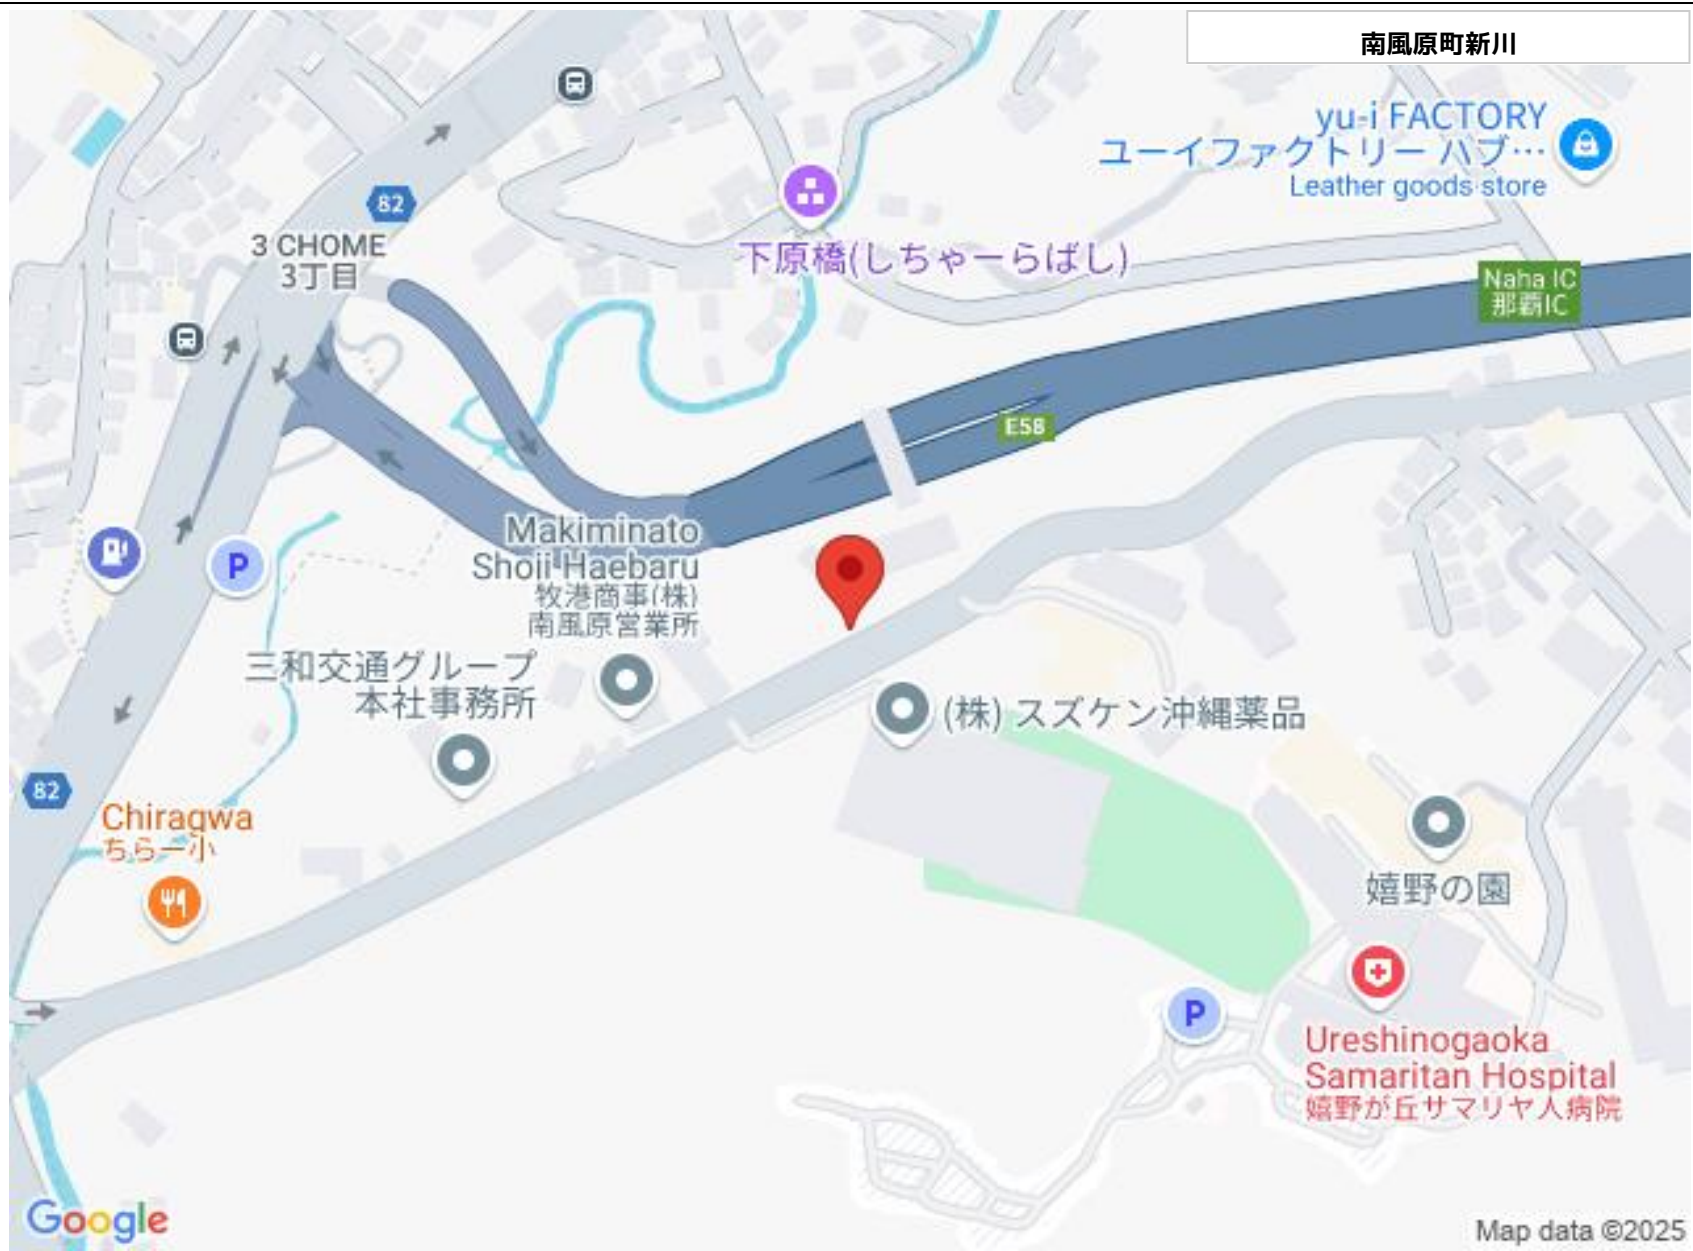 南風原町新川
yu-i FACTORY
ユーイファクトリー ハブ…
Leather goods store
82
3 CHOME
3丁目
下原橋(しちゃーらばし)
Naha IC
那覇IC
E58
Makiminato
Shoji Haebaru
牧港商事(株)
南風原営業所
P
三和交通グループ
本社事務所
(株) スズケン沖縄薬品
82
Chiragwa
ちらー小
嬉野の園
P
Ureshinogaoka
Samaritan Hospital
嬉野が丘サマリヤ人病院
Google
Map data ©2025